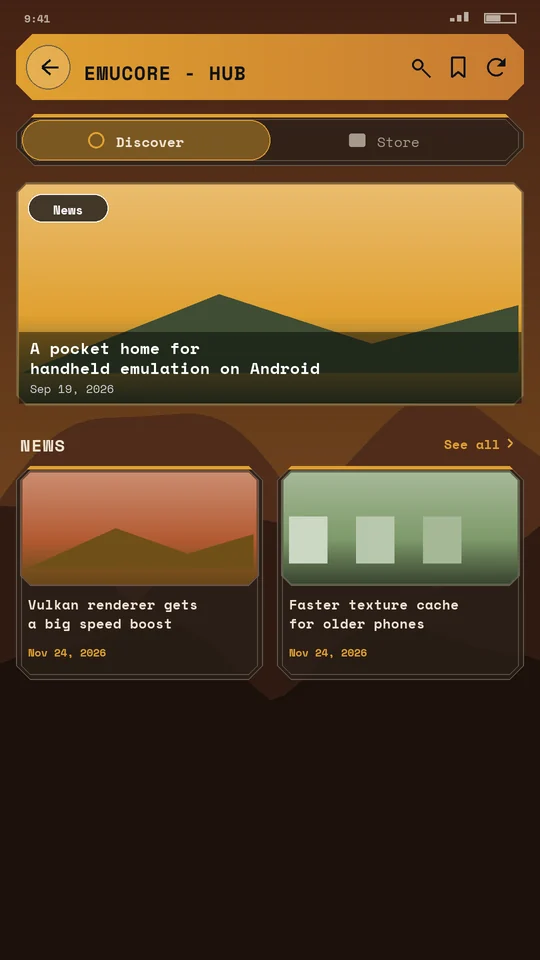 9:41
EMUCORE - HUB
Discover
Store
News
A pocket home for
handheld emulation on Android
Sep 19, 2026
NEWS
See all
Vulkan renderer gets
a big speed boost
Nov 24, 2026
Faster texture cache
for older phones
Nov 24, 2026